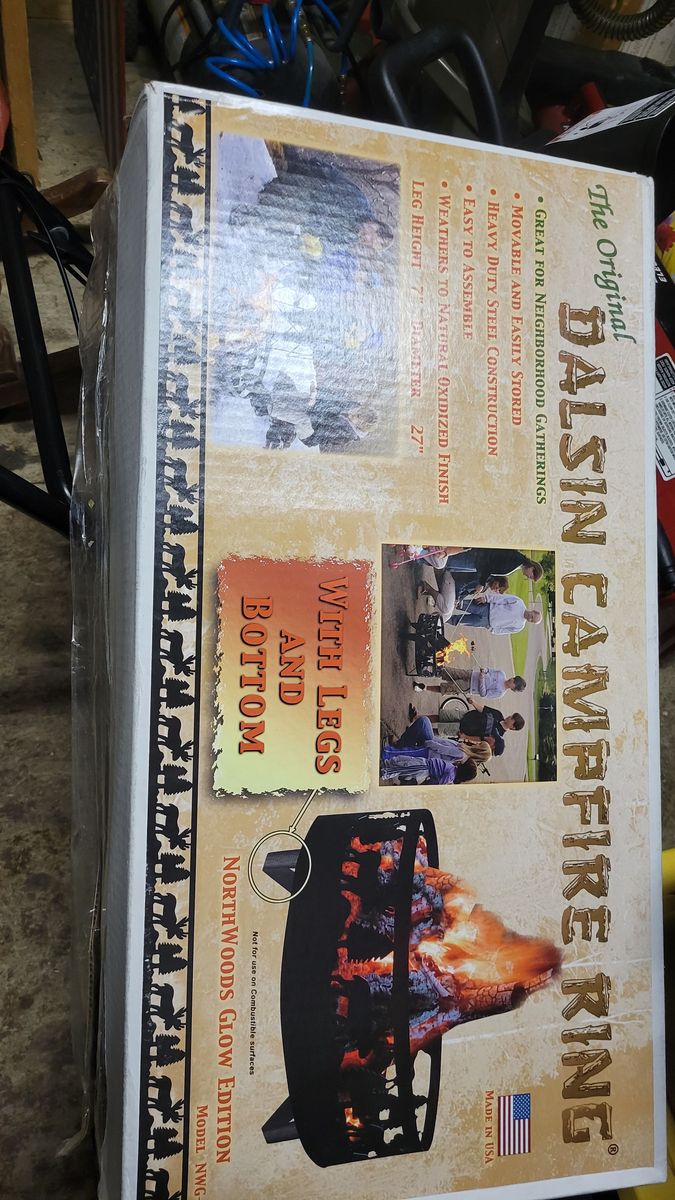 The Original
DALSIN CAMPFIRE RING®
• GREAT FOR NEIGHBORHOOD GATHERINGS
• MOVABLE AND EASILY STORED
• HEAVY DUTY STEEL CONSTRUCTION
• EASY TO ASSEMBLE
• WEATHERS TO NATURAL OXIDIZED FINISH
LEG HEIGHT 7" DIAMETER 27"
MADE IN USA
WITH LEGS
AND
BOTTOM
Not for use on Combustible surfaces
NORTHWOODS GLOW EDITION
MODEL NWG-